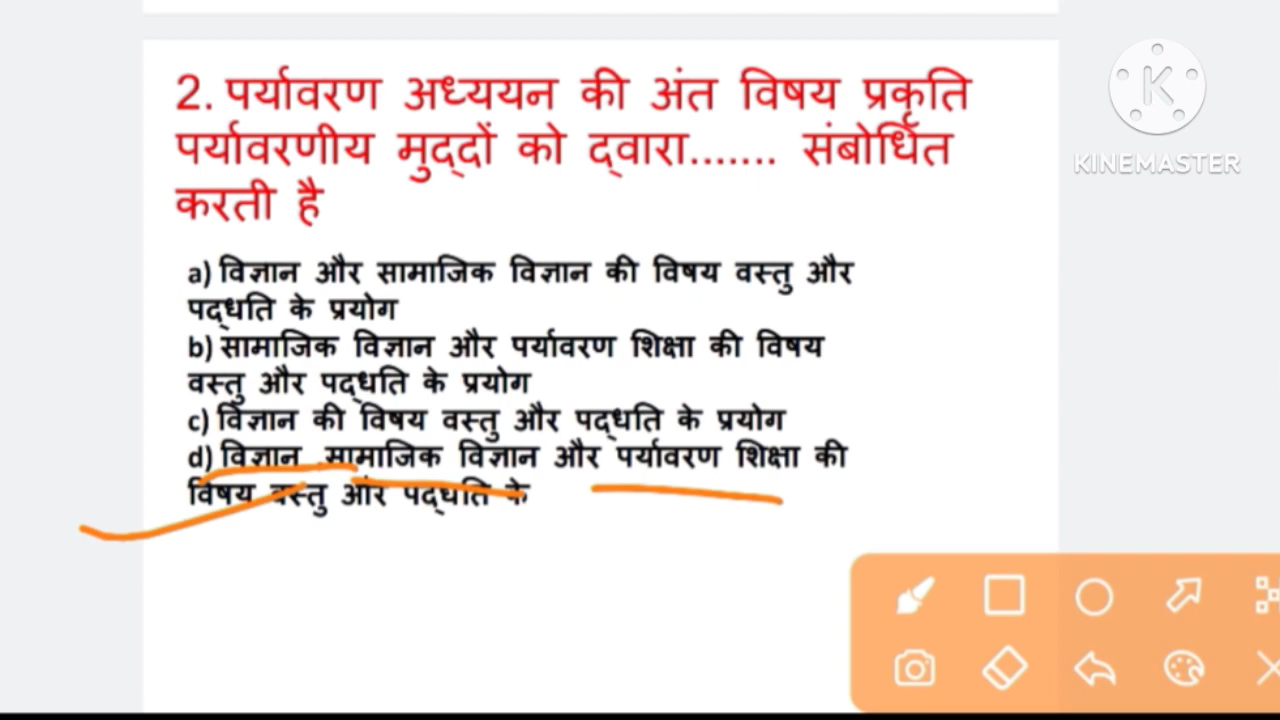 2. पर्यावरण अध्ययन की अंत विषय प्रकृति
पर्यावरणीय मुद्दों को द्वारा....... संबोधित
करती है
a) विज्ञान और सामाजिक विज्ञान की विषय वस्तु और
पद्धति के प्रयोग
b) सामाजिक विज्ञान और पर्यावरण शिक्षा की विषय
वस्तु और पद्धति के प्रयोग
c) विज्ञान की विषय वस्तु और पद्धति के प्रयोग
d) विज्ञान सामाजिक विज्ञान और पर्यावरण शिक्षा की
विषय वस्तु और पद्धति के
K
KINEMASTER